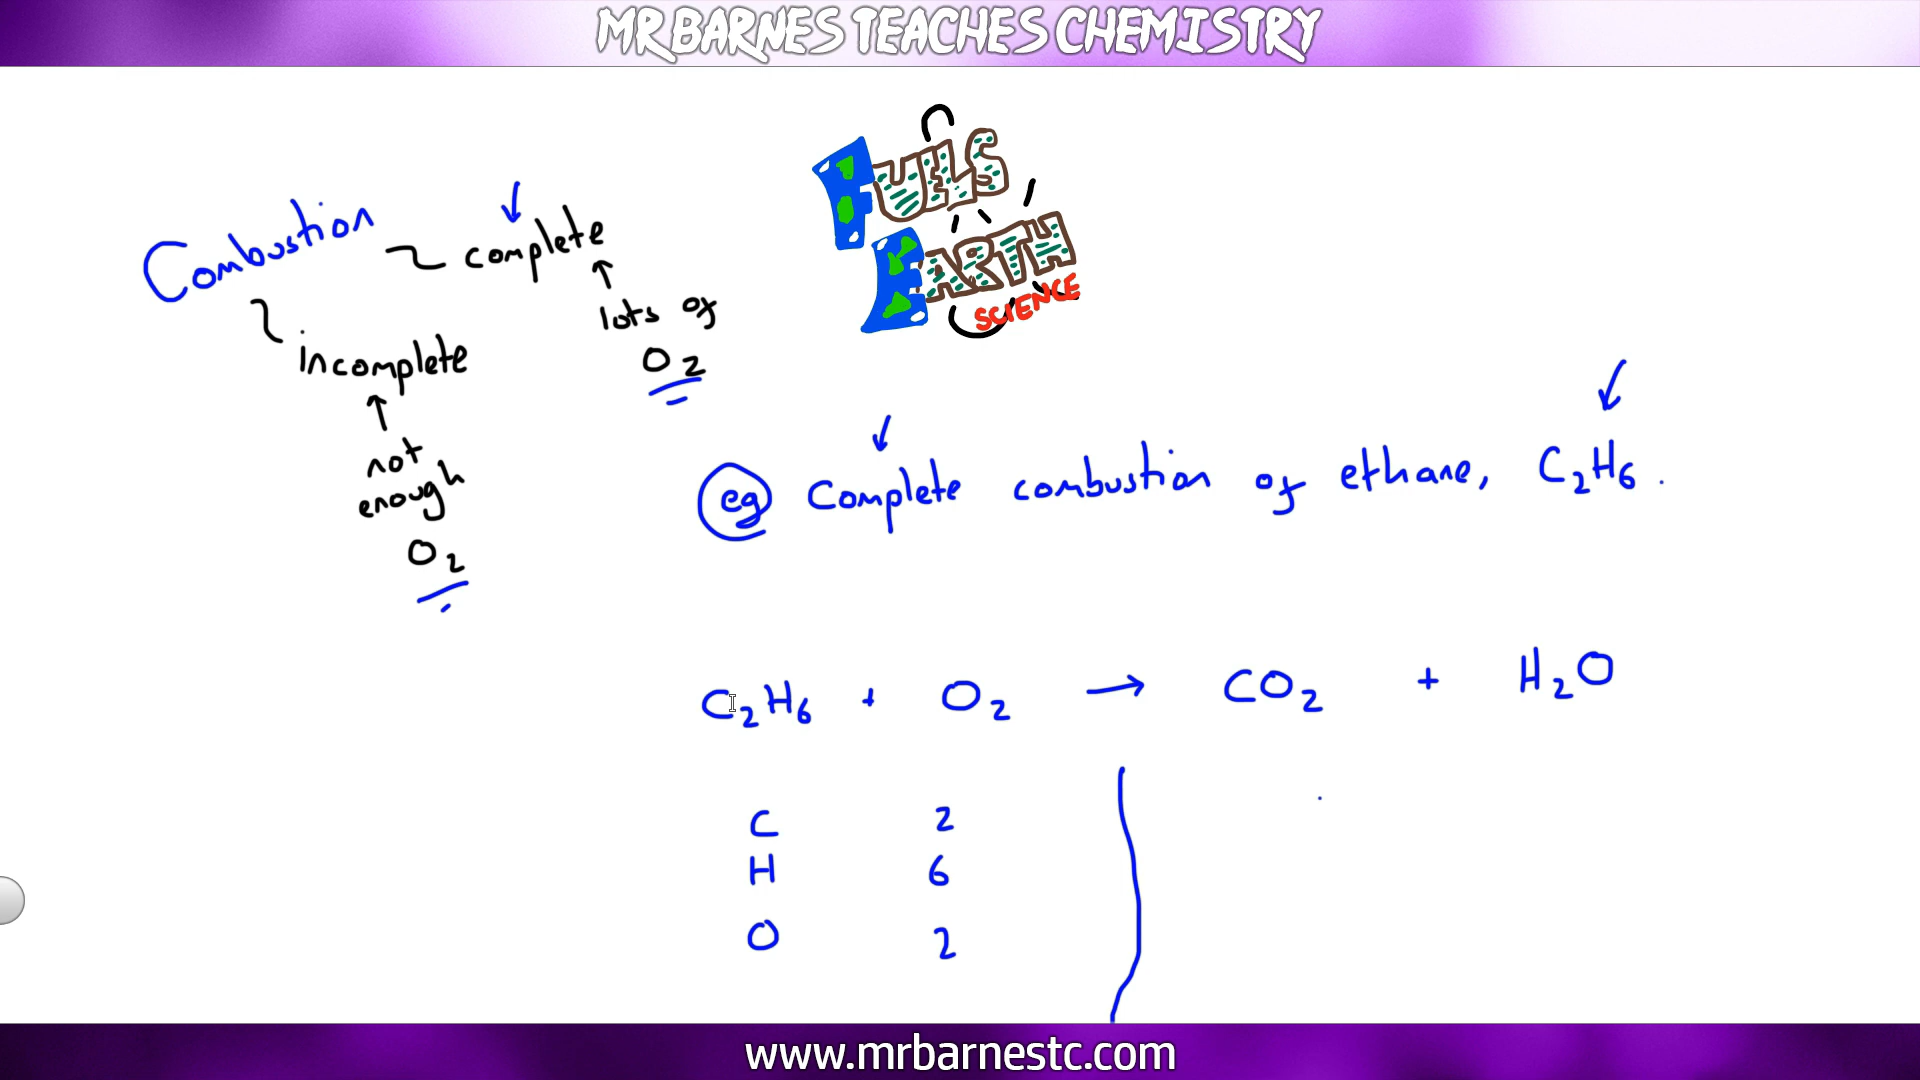 MR BARNES TEACHES CHEMISTRY
FUELS
EARTH
SCIENCE
Combustion
complete
lots of
O₂
incomplete
not
enough
O₂
eg Complete combustion of ethane, C₂H₆.
C₂H₆ + O₂ → CO₂ + H₂O
C 2
H 6
O 2
www.mrbarnestc.com